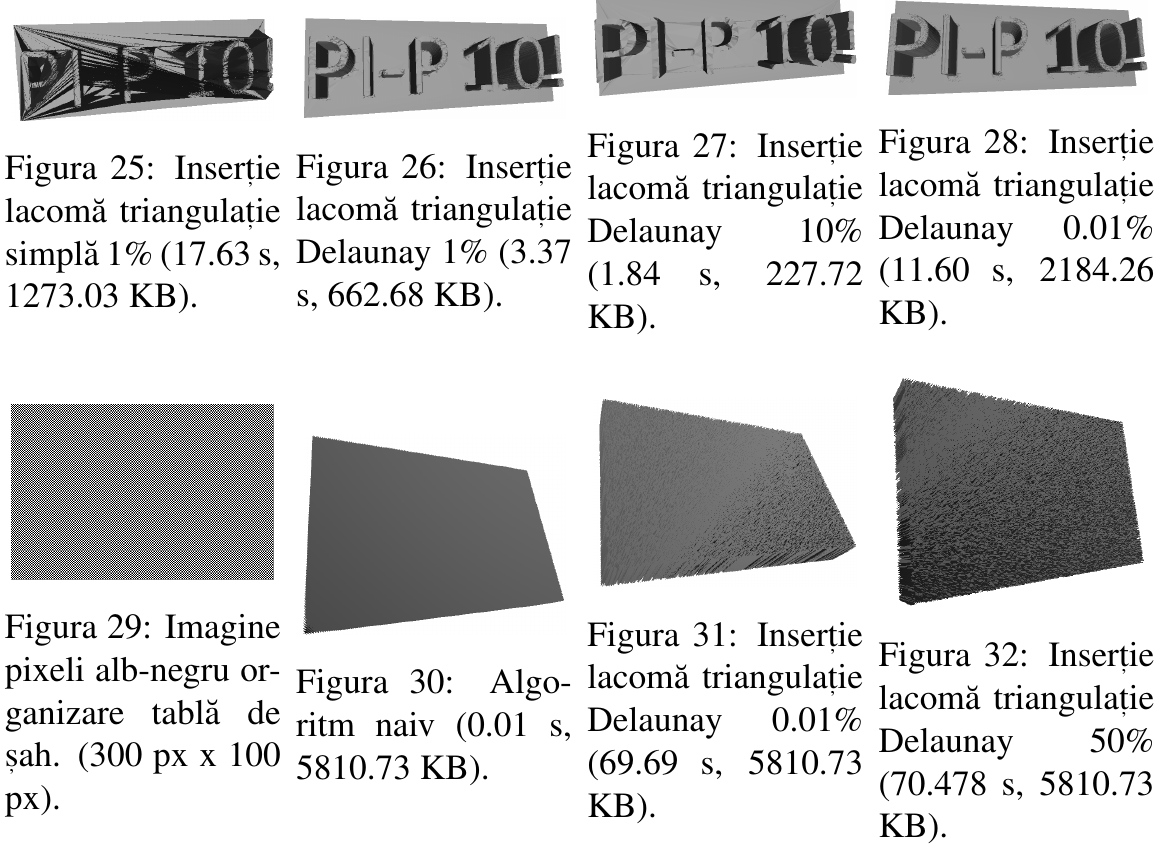 PI-P 10!
PI-P 10!
PI-P 10!
PI-P 10!
Figura 25: Inserție
lacomă triangulație
simplă 1% (17.63 s,
1273.03 KB).
Figura 26: Inserție
lacomă triangulație
Delaunay 1% (3.37
s, 662.68 KB).
Figura 27: Inserție
lacomă triangulație
Delaunay 10%
(1.84 s, 227.72
KB).
Figura 28: Inserție
lacomă triangulație
Delaunay 0.01%
(11.60 s, 2184.26
KB).
Figura 29: Imagine
pixeli alb-negru or-
ganizare tablă de
șah. (300 px x 100
px).
Figura 30: Algo-
ritm naiv (0.01 s,
5810.73 KB).
Figura 31: Inserție
lacomă triangulație
Delaunay 0.01%
(69.69 s, 5810.73
KB).
Figura 32: Inserție
lacomă triangulație
Delaunay 50%
(70.478 s, 5810.73
KB).